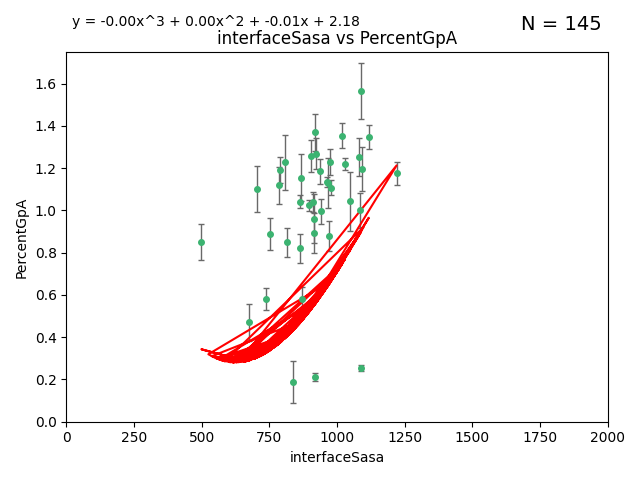 y = -0.00x^3 + 0.00x^2 + -0.01x + 2.18
N = 145
interfaceSasa vs PercentGpA
PercentGpA
1.6
1.4
1.2
1.0
0.8
0.6
0.4
0.2
0.0
0 250 500 750 1000 1250 1500 1750 2000
interfaceSasa